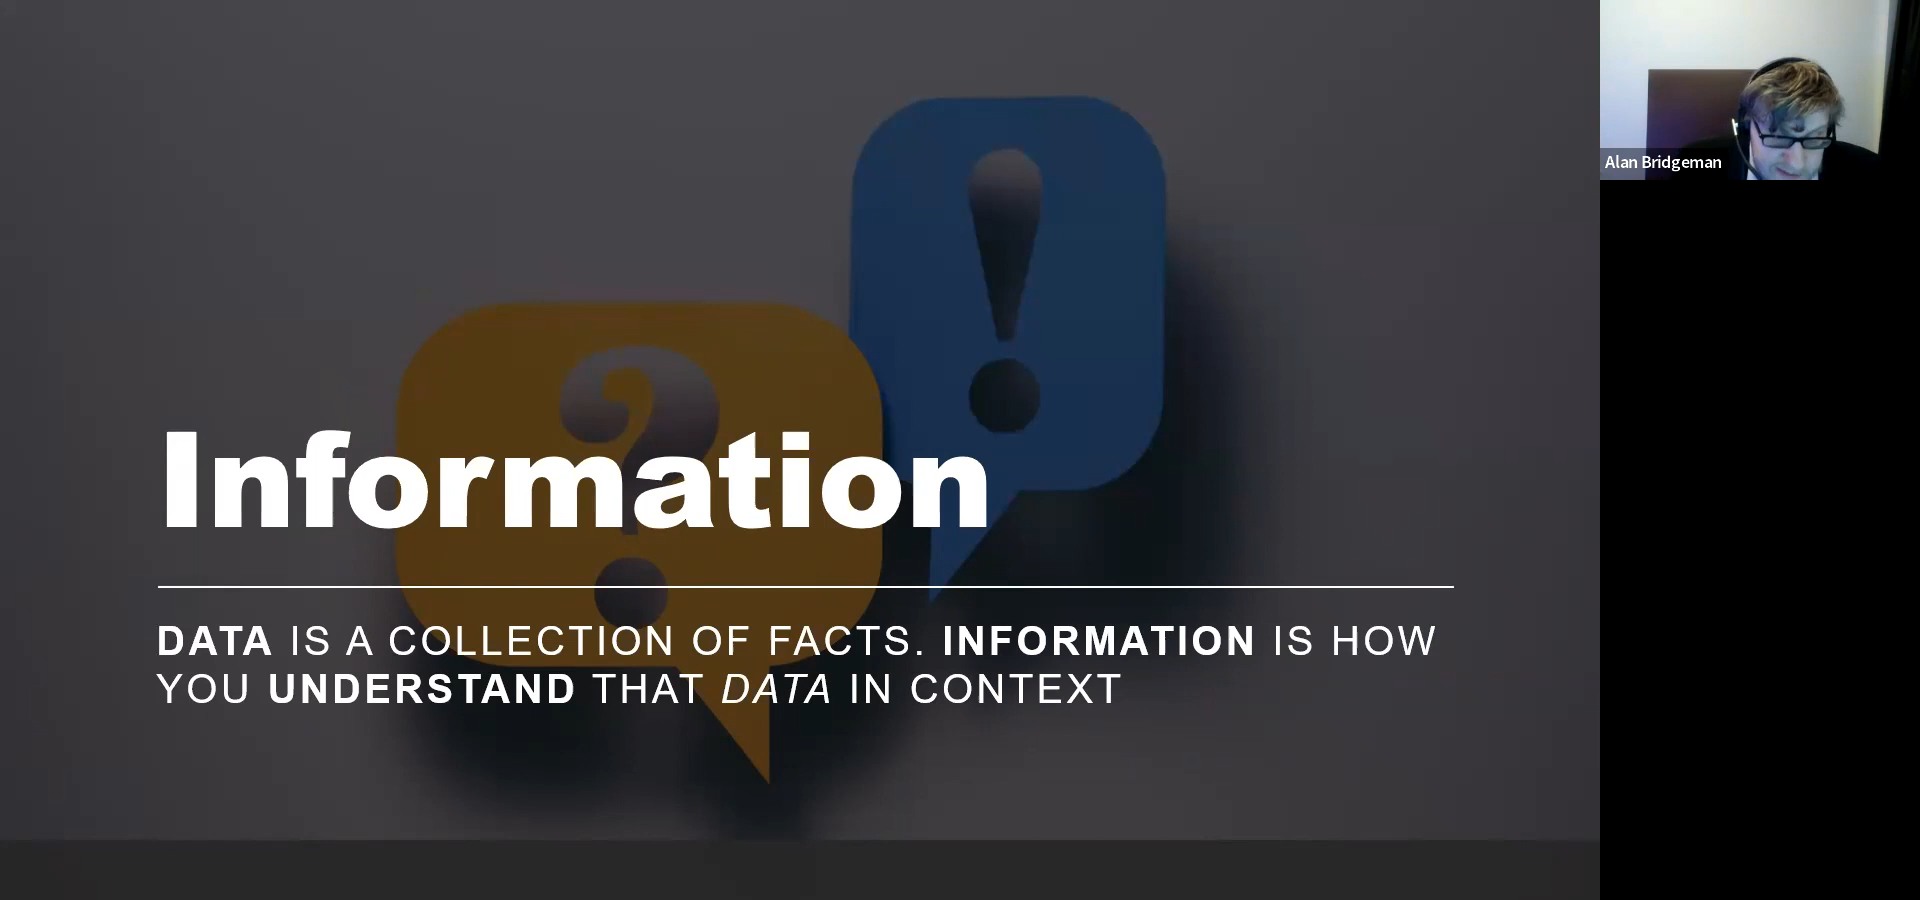 Information
DATA IS A COLLECTION OF FACTS. INFORMATION IS HOW
YOU UNDERSTAND THAT DATA IN CONTEXT
Alan Bridgeman